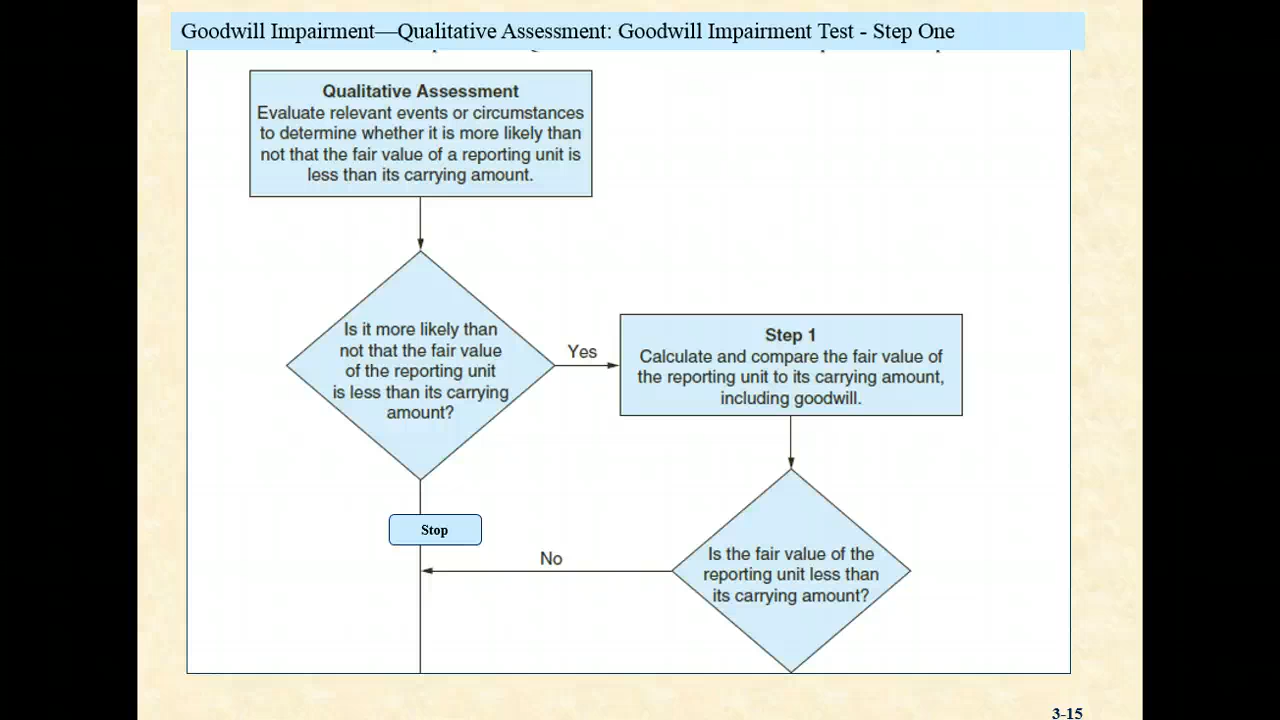 Goodwill Impairment—Qualitative Assessment: Goodwill Impairment Test - Step One
Qualitative Assessment
Evaluate relevant events or circumstances
to determine whether it is more likely than
not that the fair value of a reporting unit is
less than its carrying amount.
Is it more likely than
not that the fair value
of the reporting unit
is less than its carrying
amount?
Yes
Step 1
Calculate and compare the fair value of
the reporting unit to its carrying amount,
including goodwill.
Stop
No
Is the fair value of the
reporting unit less than
its carrying amount?
3-15